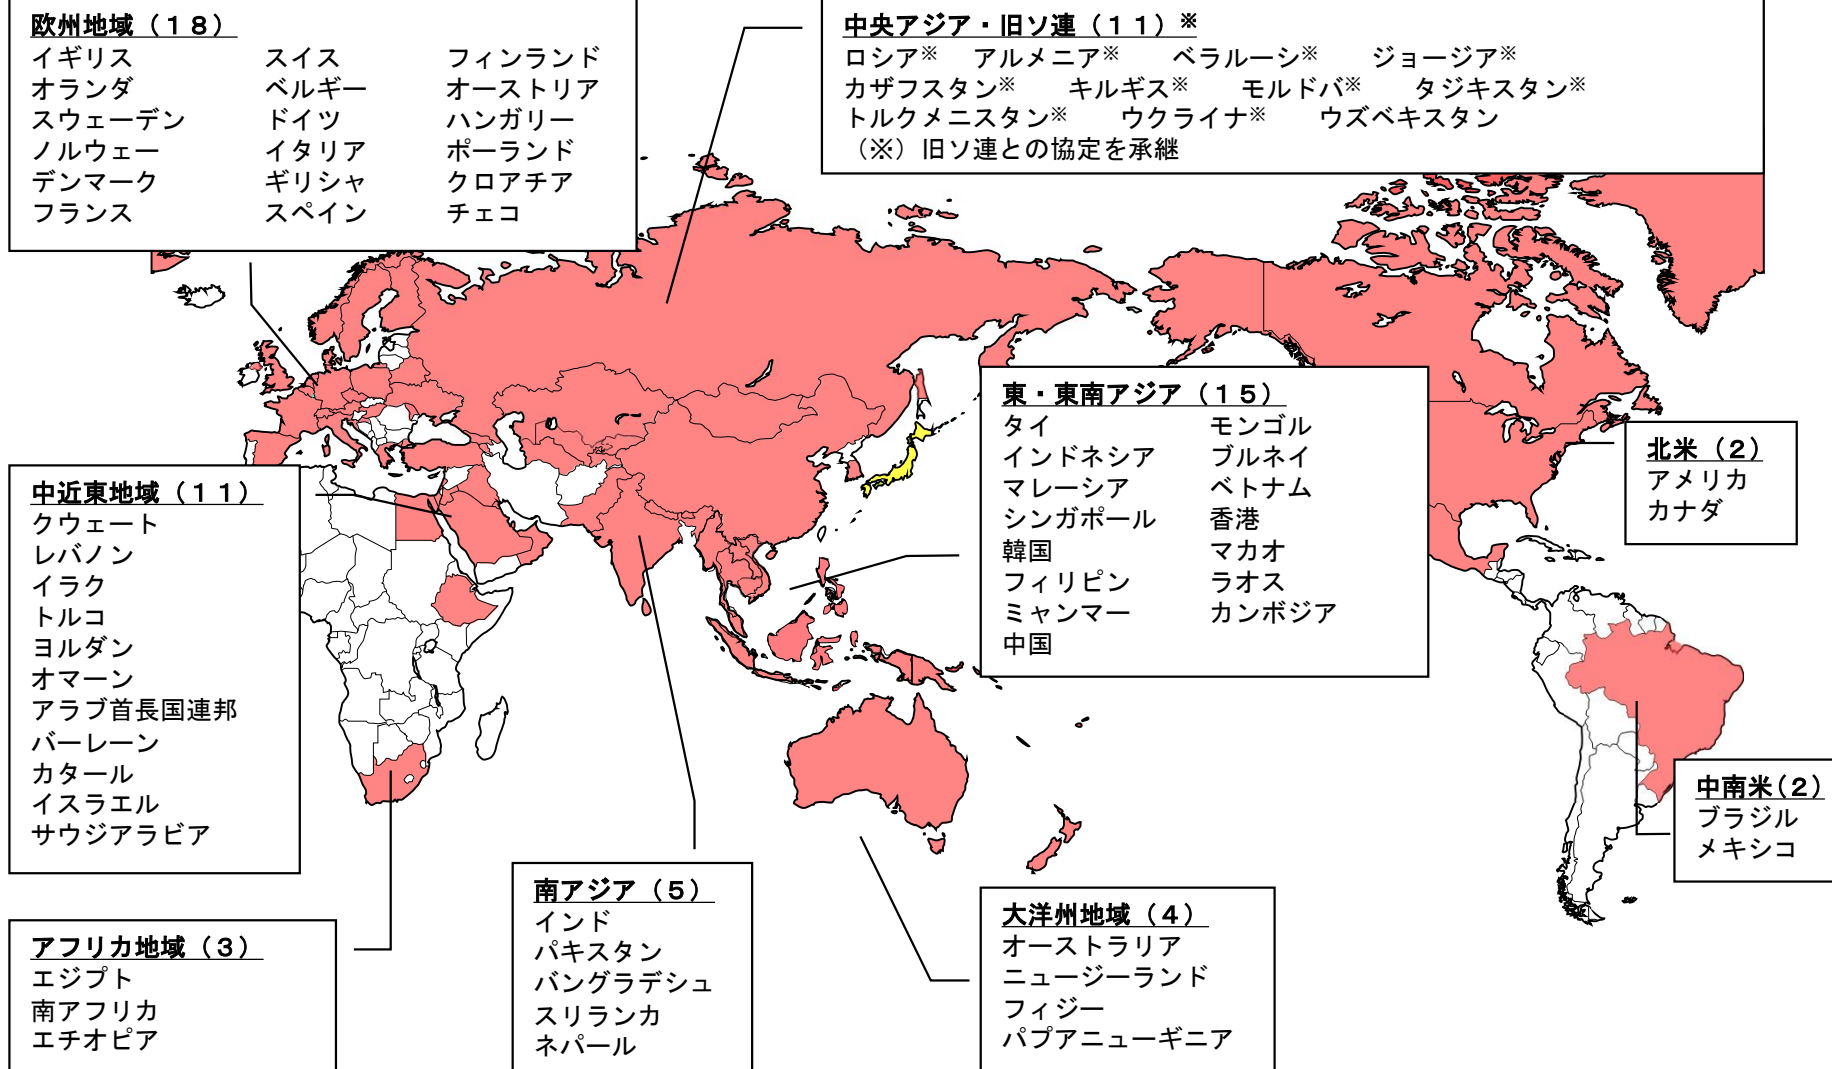 欧州地域（１８）
イギリス　スイス　フィンランド
オランダ　ベルギー　オーストリア
スウェーデン　ドイツ　ハンガリー
ノルウェー　イタリア　ポーランド
デンマーク　ギリシャ　クロアチア
フランス　スペイン　チェコ
中央アジア・旧ソ連（１１）※
ロシア※　アルメニア※　ベラルーシ※　ジョージア※
カザフスタン※　キルギス※　モルドバ※　タジキスタン※
トルクメニスタン※　ウクライナ※　ウズベキスタン
（※）旧ソ連との協定を承継
東・東南アジア（１５）
タイ　モンゴル
インドネシア　ブルネイ
マレーシア　ベトナム
シンガポール　香港
韓国　マカオ
フィリピン　ラオス
ミャンマー　カンボジア
中国
北米（２）
アメリカ
カナダ
中近東地域（１１）
クウェート
レバノン
イラク
トルコ
ヨルダン
オマーン
アラブ首長国連邦
バーレーン
カタール
イスラエル
サウジアラビア
中南米（２）
ブラジル
メキシコ
アフリカ地域（３）
エジプト
南アフリカ
エチオピア
南アジア（５）
インド
パキスタン
バングラデシュ
スリランカ
ネパール
大洋州地域（４）
オーストラリア
ニュージーランド
フィジー
パプアニューギニア